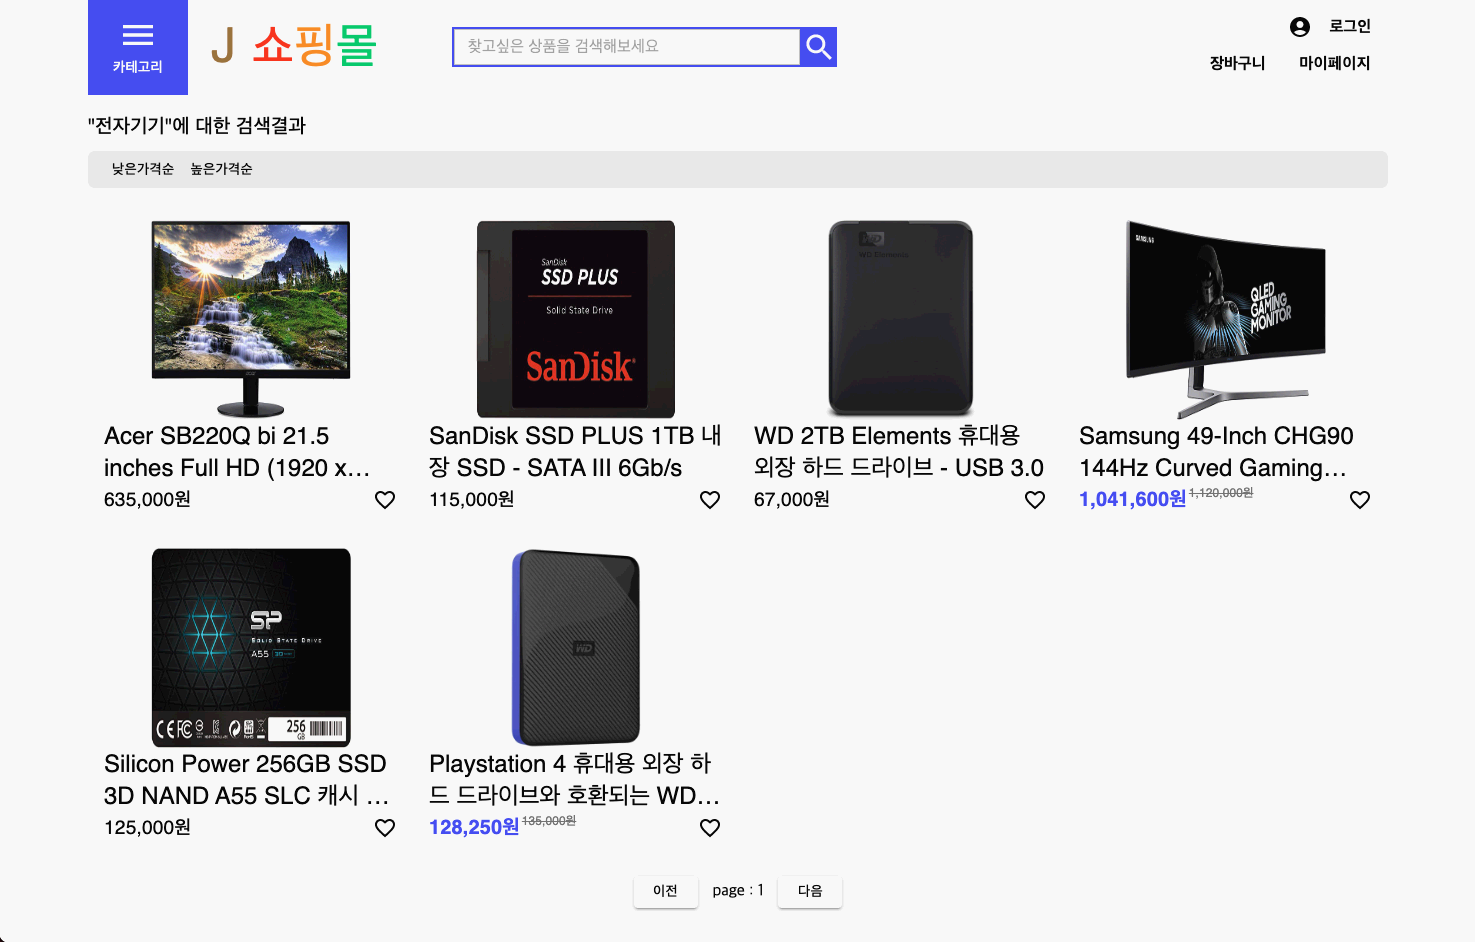 카테고리
J 쇼핑몰
찾고싶은 상품을 검색해보세요
로그인
장바구니 마이페이지
"전자기기"에 대한 검색결과
낮은가격순 높은가격순
acer
SanDisk
SSD PLUS
Solid State Drive
SanDisk
WD
WD Elements
SAMSUNG
QLED
GAMING
MONITOR
Acer SB220Q bi 21.5
inches Full HD (1920 x…
635,000원
SanDisk SSD PLUS 1TB 내
장 SSD - SATA III 6Gb/s
115,000원
WD 2TB Elements 휴대용
외장 하드 드라이브 - USB 3.0
67,000원
Samsung 49-Inch CHG90
144Hz Curved Gaming…
1,041,600원 1,120,000원
SP
SOLID STATE DRIVE
A55
256
GB
WD
Silicon Power 256GB SSD
3D NAND A55 SLC 캐시 …
125,000원
Playstation 4 휴대용 외장 하
드 드라이브와 호환되는 WD…
128,250원 135,000원
이전 page : 1 다음